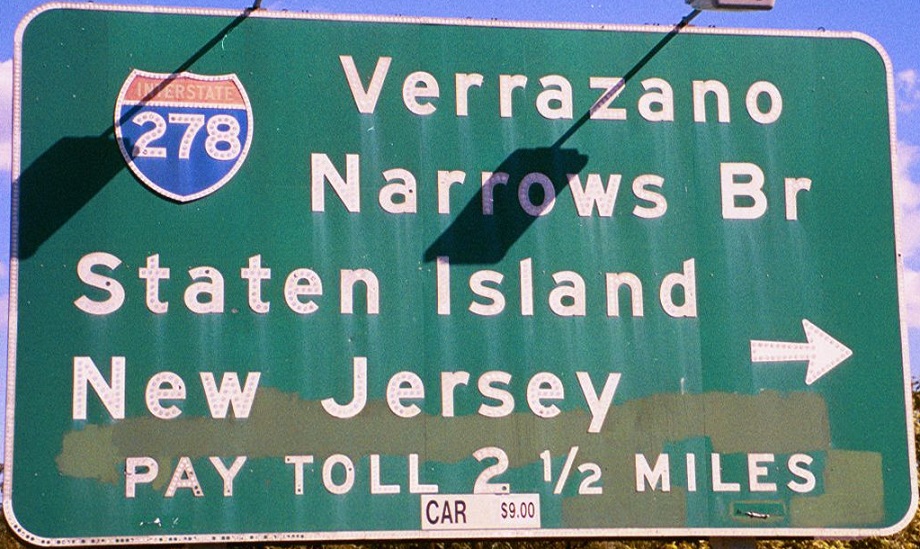 INTERSTATE
278
Verrazano
Narrows Br
Staten Island
New Jersey
PAY TOLL 2 1/2 MILES
CAR $9.00